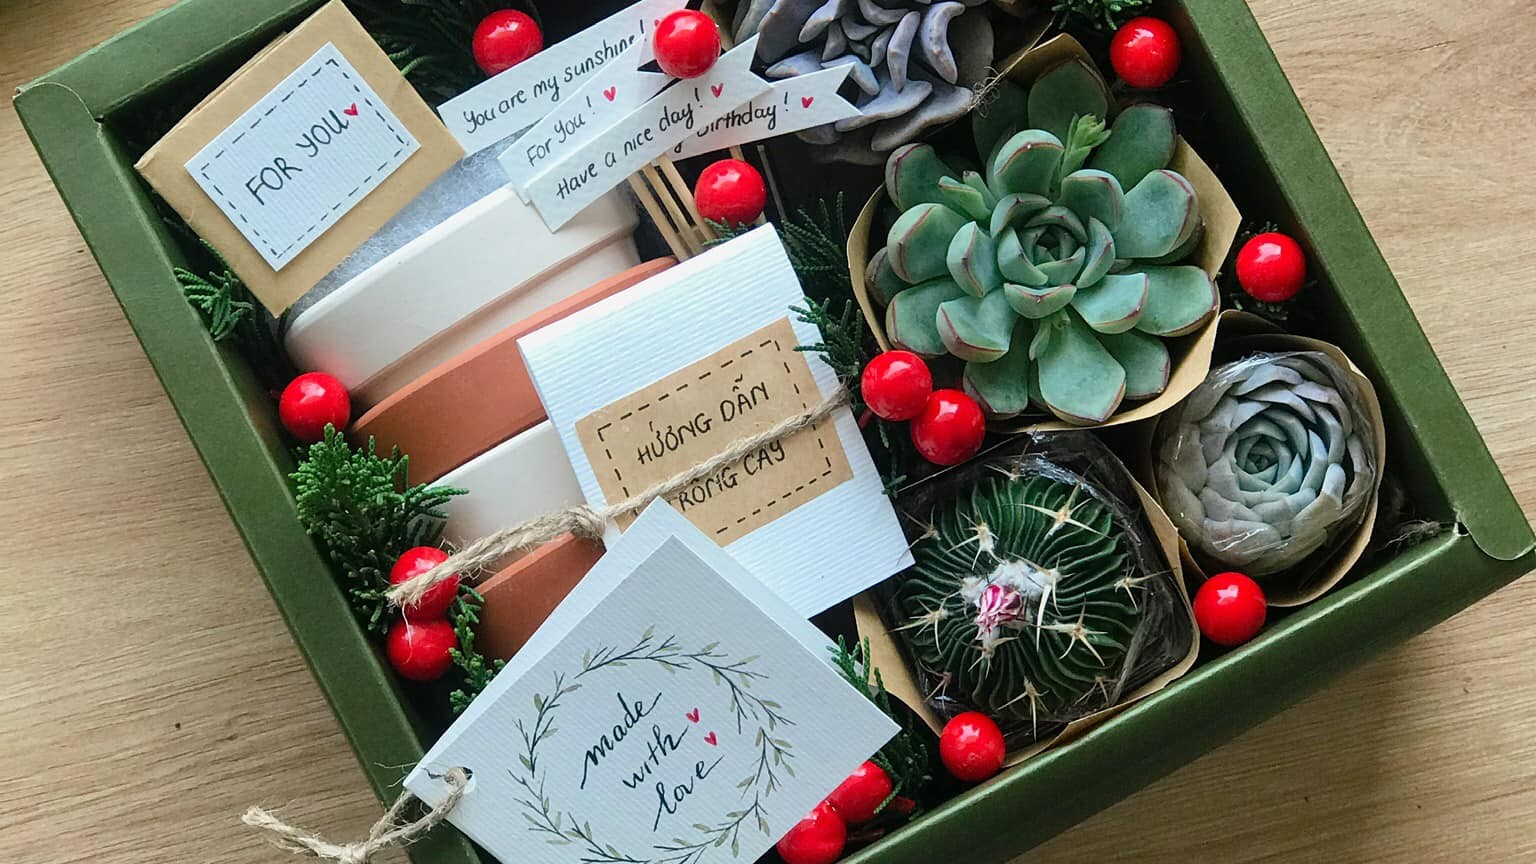 FOR YOU
You are my sunshine!
For you!
Have a nice day!
birthday!
HƯỚNG DẪN
TRỒNG CÂY
made
with
love